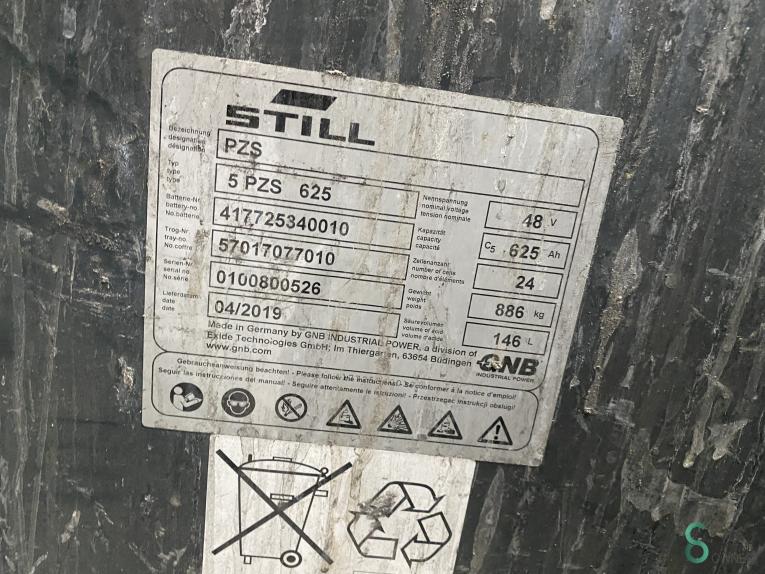 STILL
Bezeichnung
designation
désignation
PZS
Typ
type
type
5 PZS 625
Nennspannung
nominal voltage
tension nominale
48 V
Batterie-Nr.
battery-no.
No.batterie
417725340010
Kapazität
capacity
capacité
C5 625 Ah
Trog-Nr.
tray-no.
No.coffre
57017077010
Zellenanzahl
number of cells
nombre d'éléments
24
Serien-Nr.
serial no.
No.série
0100800526
Gewicht
weight
poids
886 kg
Lieferdatum
date
date
04/2019
Säurevolumen
volume of acid
volume d'acide
146 L
Made in Germany by GNB INDUSTRIAL POWER, a division of
Exide Technologies GmbH; Im Thiergarten, 63654 Büdingen
www.gnb.com
GNB
INDUSTRIAL POWER
Gebrauchsanweisung beachten! - Please follow the instructions! - Se conformer à la notice d'emploi!
Seguir las instrucciones del manual! - Seguire attentamente le istruzioni! - Przestrzegac instrukcji obslugi!